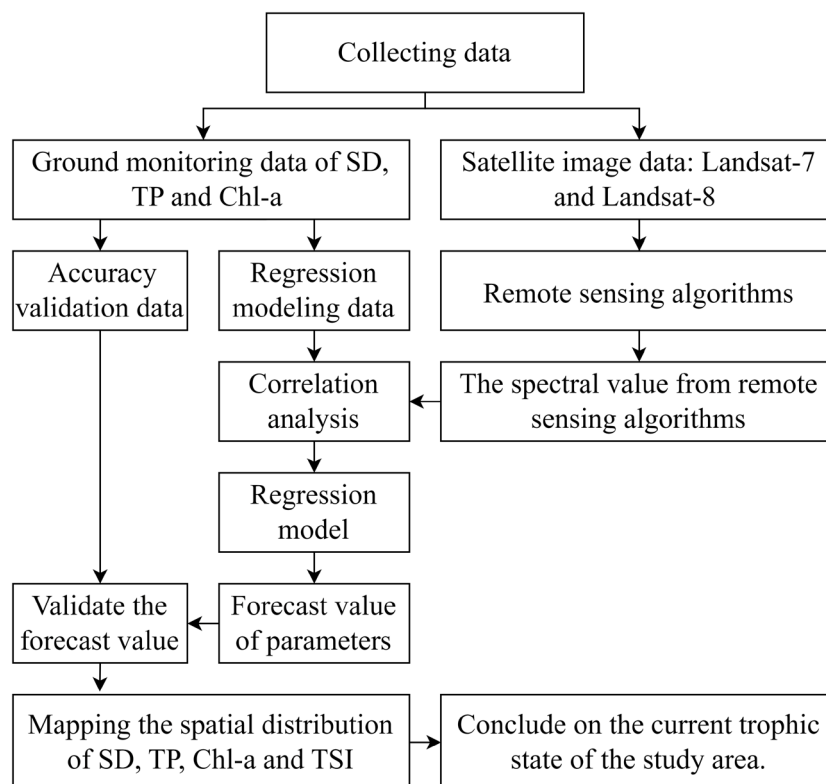 Collecting data
Ground monitoring data of SD,
TP and Chl-a
Satellite image data: Landsat-7
and Landsat-8
Accuracy
validation data
Regression
modeling data
Remote sensing algorithms
Correlation
analysis
The spectral value from remote
sensing algorithms
Regression
model
Validate the
forecast value
Forecast value
of parameters
Mapping the spatial distribution
of SD, TP, Chl-a and TSI
Conclude on the current trophic
state of the study area.